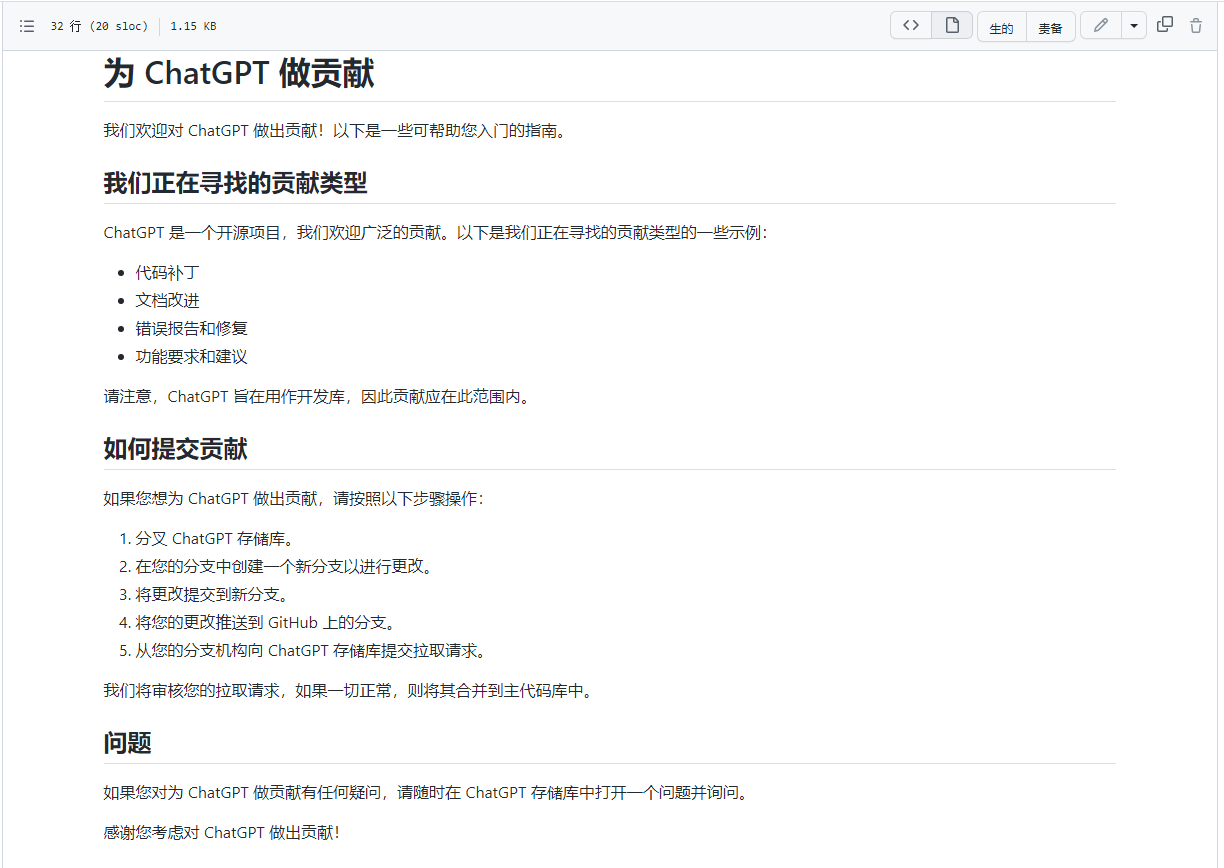 32 行 (20 sloc) 1.15 KB 生的 责备
为 ChatGPT 做贡献
我们欢迎对 ChatGPT 做出贡献！以下是一些可帮助您入门的指南。
我们正在寻找的贡献类型
ChatGPT 是一个开源项目，我们欢迎广泛的贡献。以下是我们正在寻找的贡献类型的一些示例：
• 代码补丁
• 文档改进
• 错误报告和修复
• 功能要求和建议
请注意，ChatGPT 旨在用作开发库，因此贡献应在此范围内。
如何提交贡献
如果您想为 ChatGPT 做出贡献，请按照以下步骤操作：
1. 分叉 ChatGPT 存储库。
2. 在您的分支中创建一个新分支以进行更改。
3. 将更改提交到新分支。
4. 将您的更改推送到 GitHub 上的分支。
5. 从您的分支机构向 ChatGPT 存储库提交拉取请求。
我们将审核您的拉取请求，如果一切正常，则将其合并到主代码库中。
问题
如果您对为 ChatGPT 做贡献有任何疑问，请随时在 ChatGPT 存储库中打开一个问题并询问。
感谢您考虑对 ChatGPT 做出贡献！